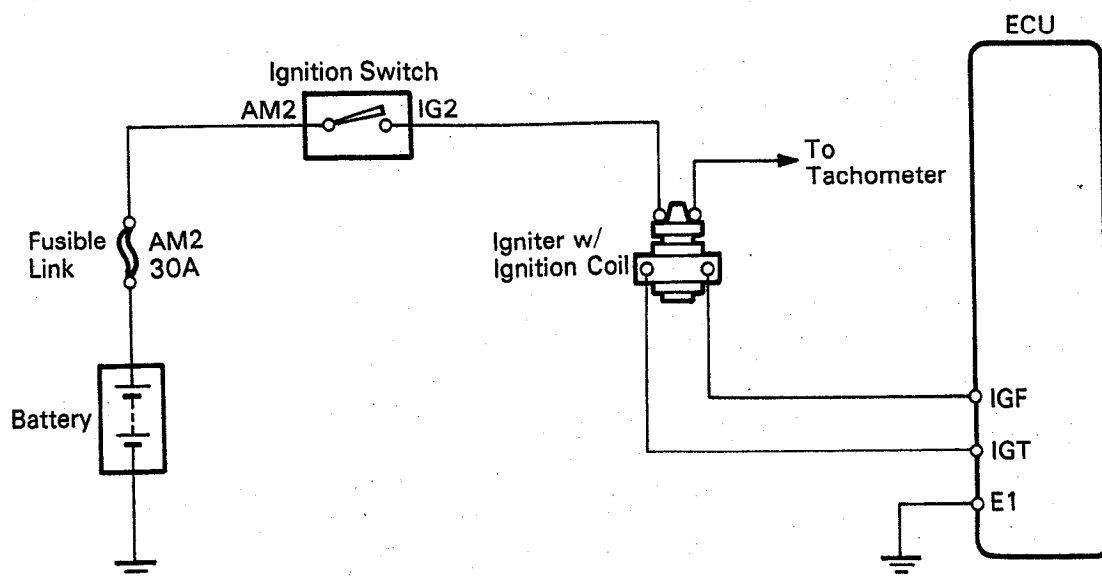 ECU
Ignition Switch
AM2
IG2
To
Tachometer
Fusible
Link
AM2
30A
Igniter w/
Ignition Coil
Battery
IGF
IGT
E1